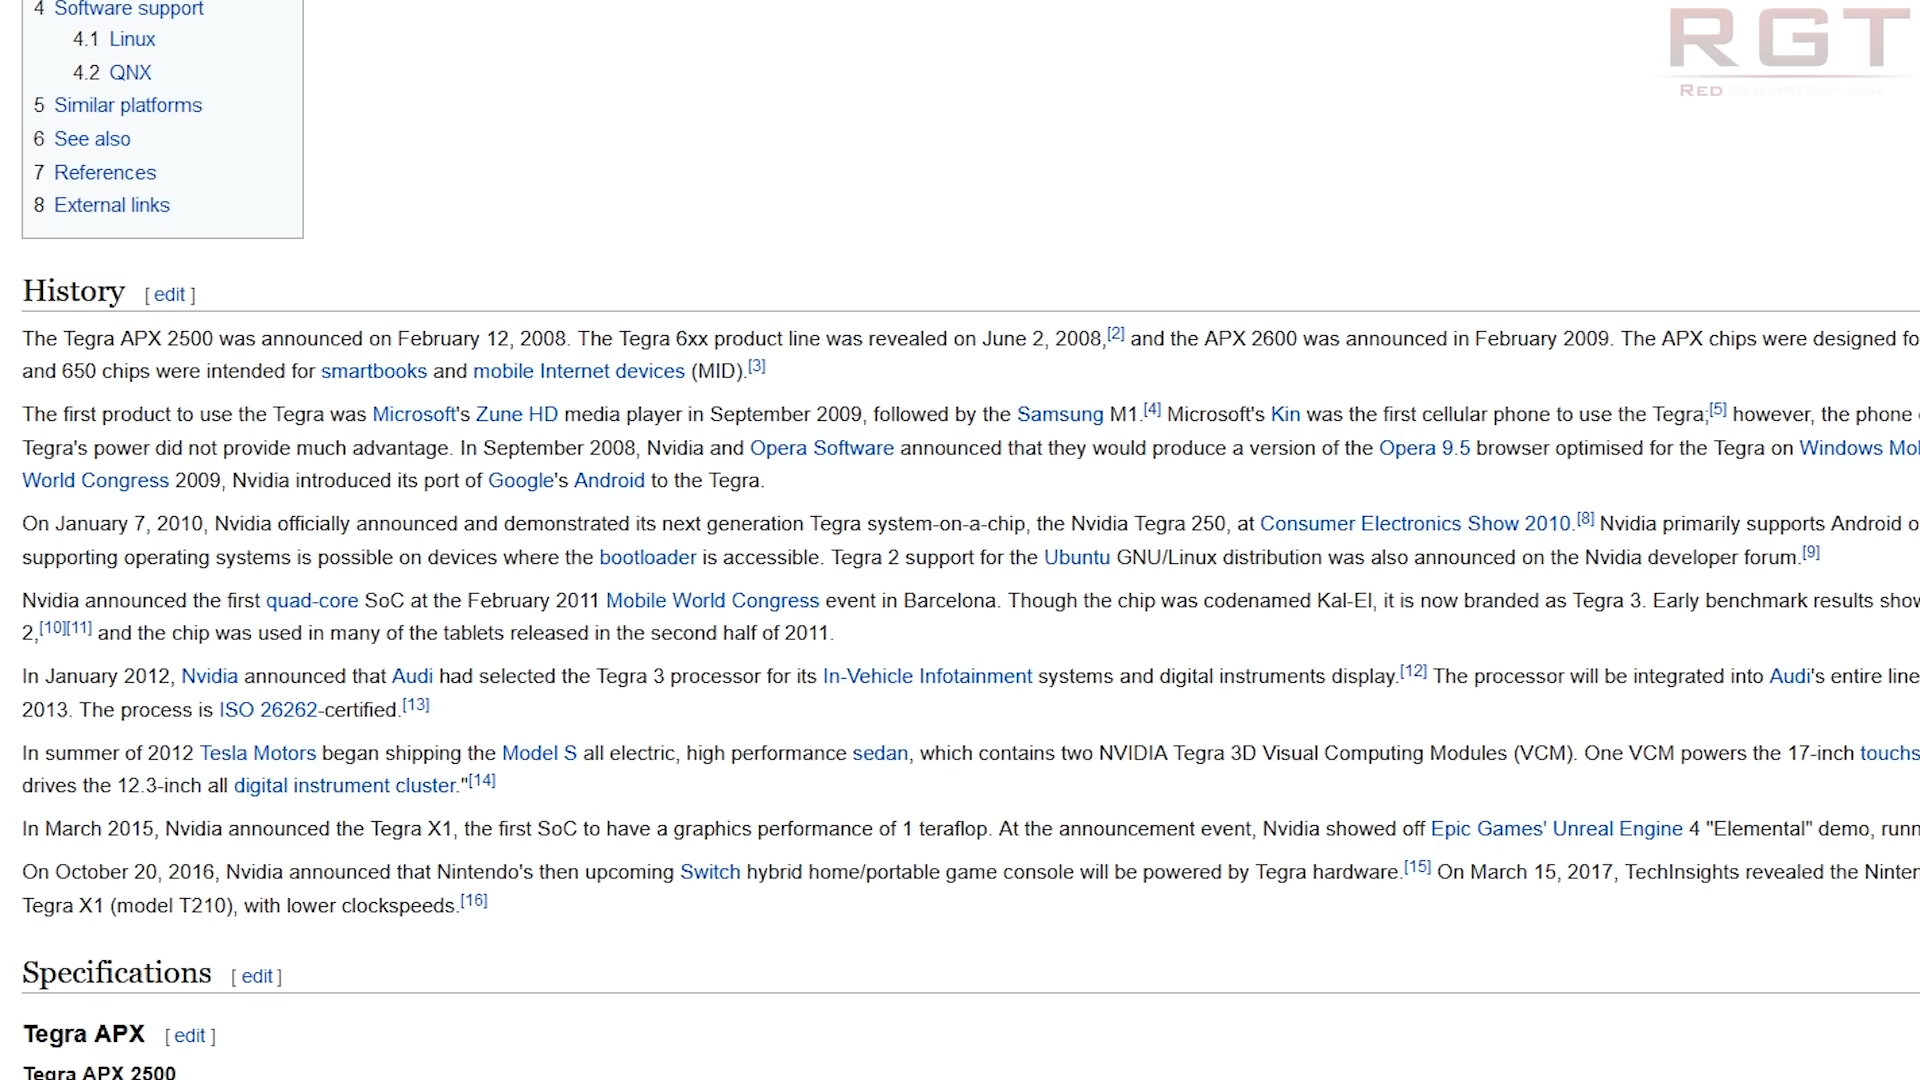 4 Software support
4.1 Linux
4.2 QNX
5 Similar platforms
6 See also
7 References
8 External links
RGT
RED
History [ edit ]
The Tegra APX 2500 was announced on February 12, 2008. The Tegra 6xx product line was revealed on June 2, 2008,[2] and the APX 2600 was announced in February 2009. The APX chips were designed fo
and 650 chips were intended for smartbooks and mobile Internet devices (MID).[3]
The first product to use the Tegra was Microsoft's Zune HD media player in September 2009, followed by the Samsung M1.[4] Microsoft's Kin was the first cellular phone to use the Tegra;[5] however, the phone
Tegra's power did not provide much advantage. In September 2008, Nvidia and Opera Software announced that they would produce a version of the Opera 9.5 browser optimised for the Tegra on Windows Mo
World Congress 2009, Nvidia introduced its port of Google's Android to the Tegra.
On January 7, 2010, Nvidia officially announced and demonstrated its next generation Tegra system-on-a-chip, the Nvidia Tegra 250, at Consumer Electronics Show 2010.[8] Nvidia primarily supports Android o
supporting operating systems is possible on devices where the bootloader is accessible. Tegra 2 support for the Ubuntu GNU/Linux distribution was also announced on the Nvidia developer forum.[9]
Nvidia announced the first quad-core SoC at the February 2011 Mobile World Congress event in Barcelona. Though the chip was codenamed Kal-El, it is now branded as Tegra 3. Early benchmark results sho
2,[10][11] and the chip was used in many of the tablets released in the second half of 2011.
In January 2012, Nvidia announced that Audi had selected the Tegra 3 processor for its In-Vehicle Infotainment systems and digital instruments display.[12] The processor will be integrated into Audi's entire line
2013. The process is ISO 26262-certified.[13]
In summer of 2012 Tesla Motors began shipping the Model S all electric, high performance sedan, which contains two NVIDIA Tegra 3D Visual Computing Modules (VCM). One VCM powers the 17-inch touchs
drives the 12.3-inch all digital instrument cluster."[14]
In March 2015, Nvidia announced the Tegra X1, the first SoC to have a graphics performance of 1 teraflop. At the announcement event, Nvidia showed off Epic Games' Unreal Engine 4 "Elemental" demo, runn
On October 20, 2016, Nvidia announced that Nintendo's then upcoming Switch hybrid home/portable game console will be powered by Tegra hardware.[15] On March 15, 2017, TechInsights revealed the Ninten
Tegra X1 (model T210), with lower clockspeeds.[16]
Specifications [ edit ]
Tegra APX [ edit ]
Tegra APX 2500